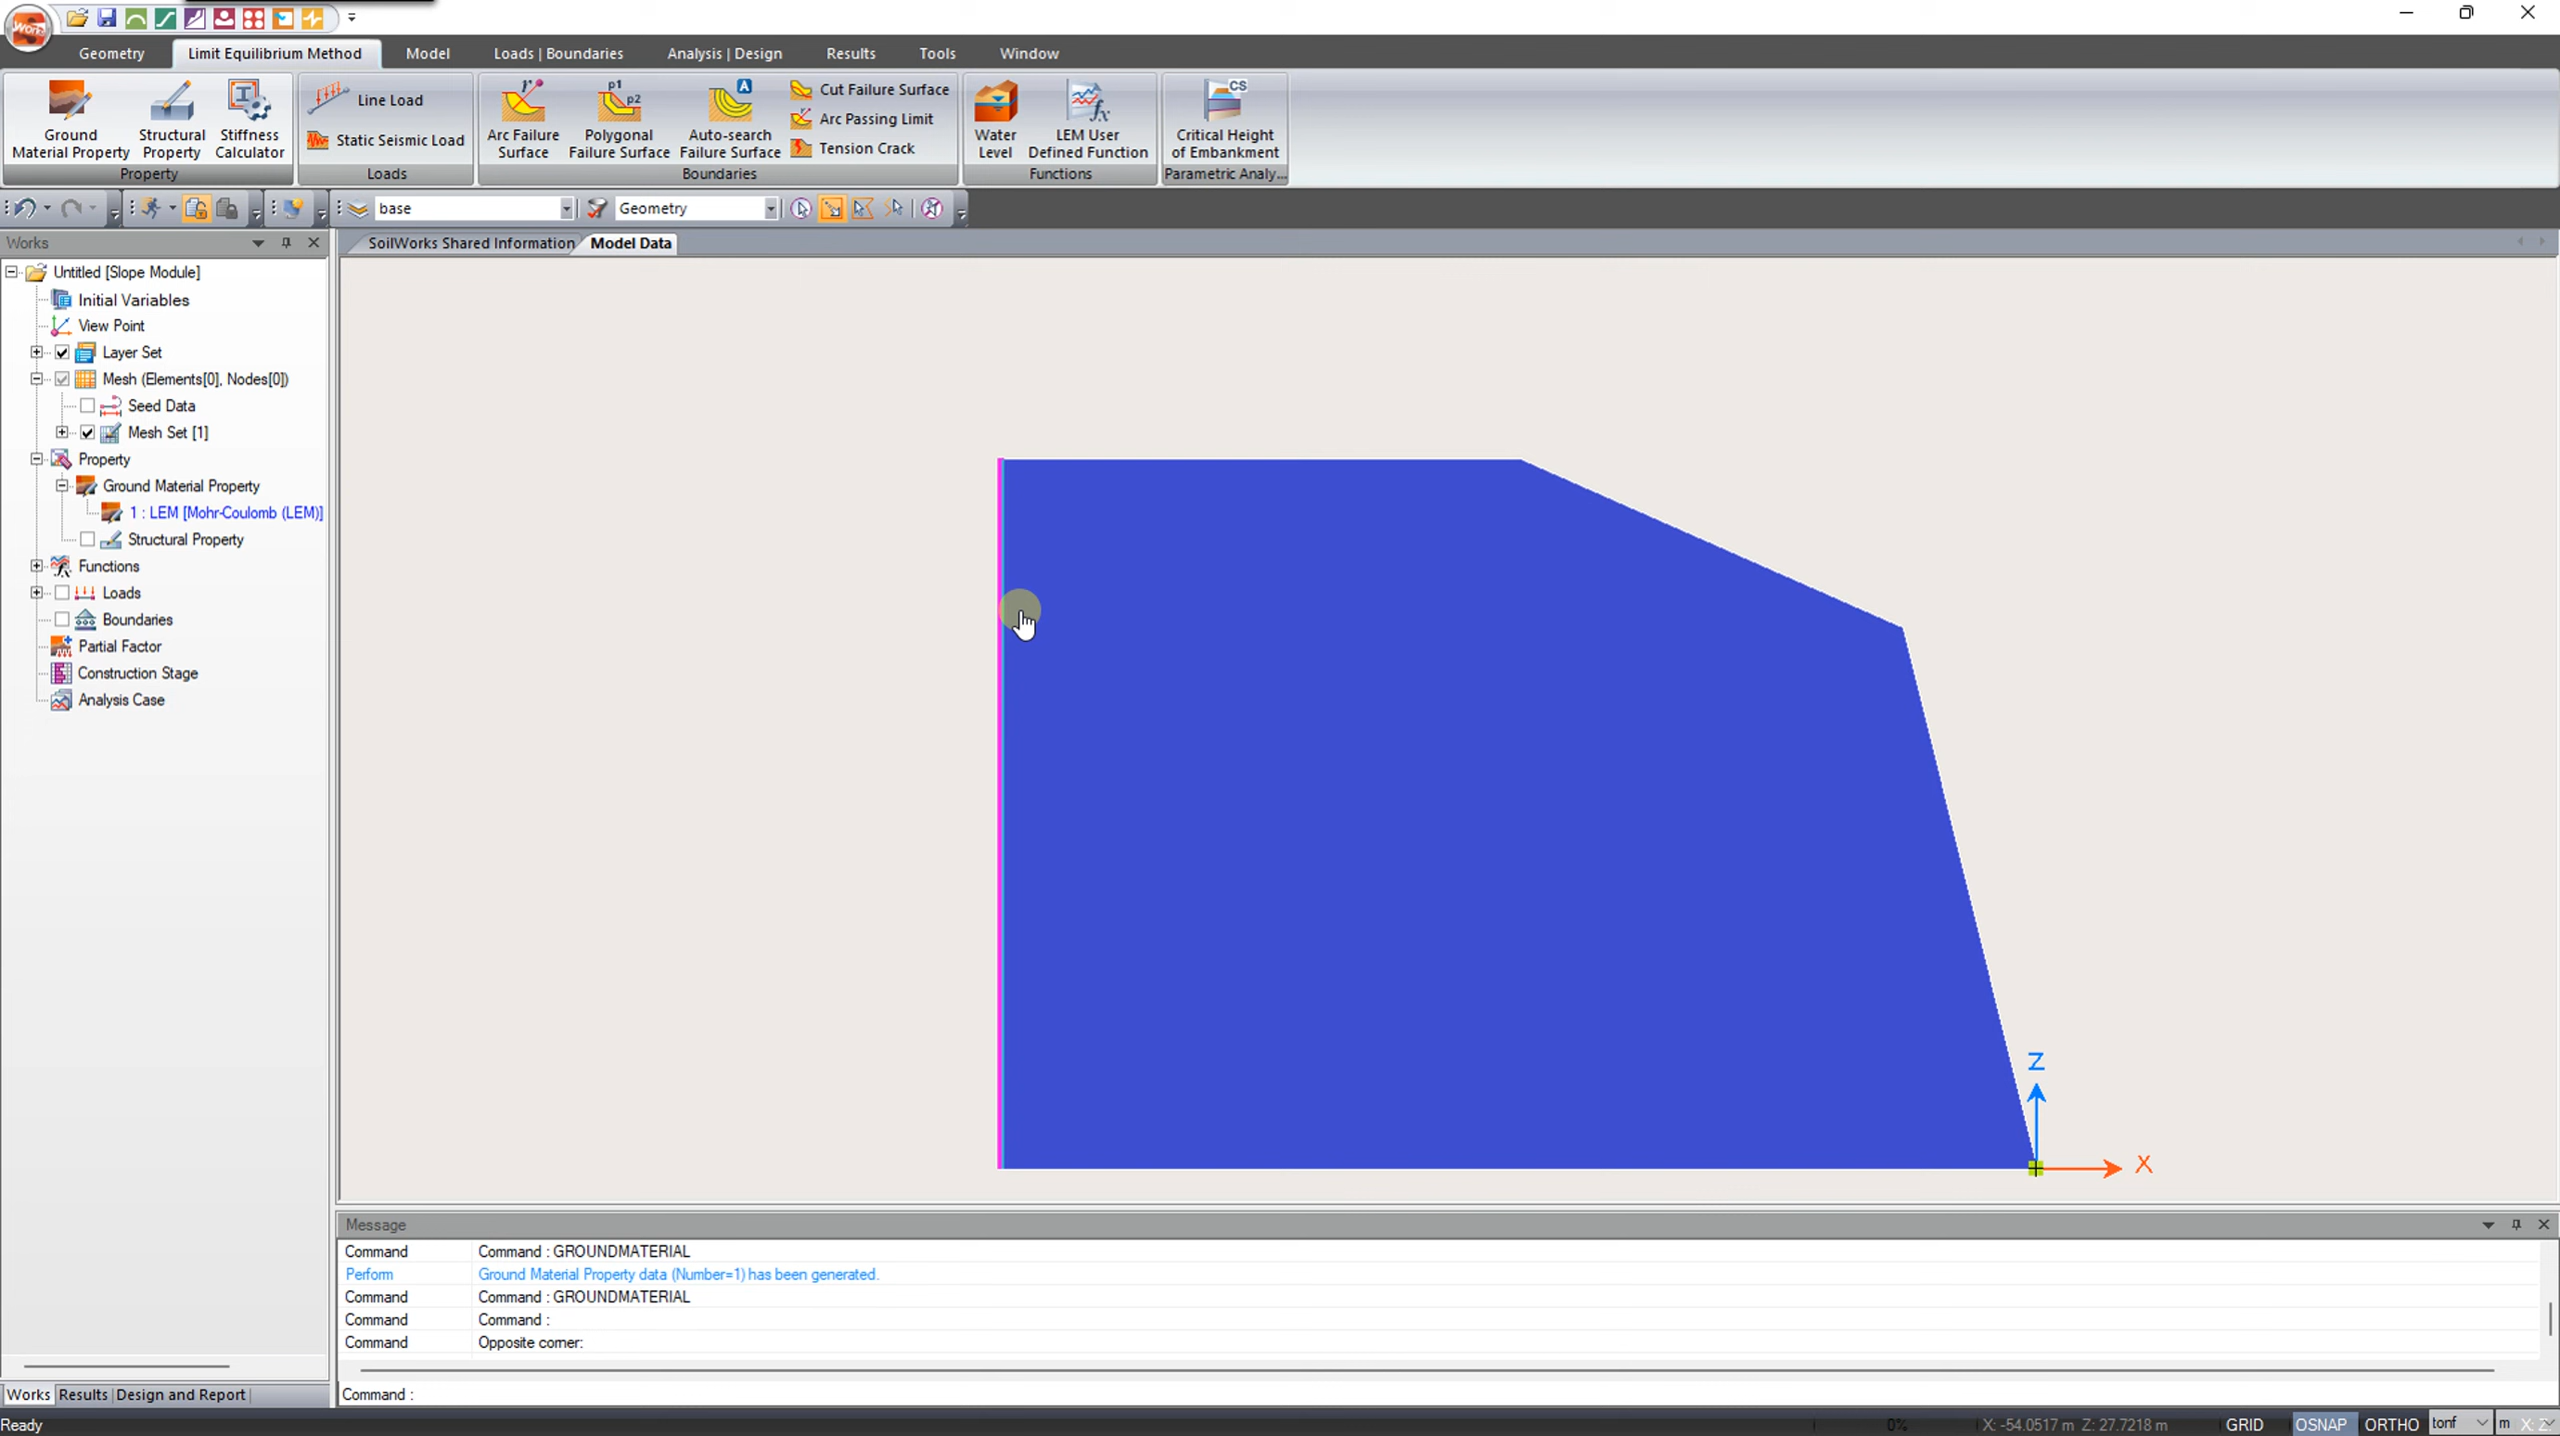 Geometry Limit Equilibrium Method Model Loads | Boundaries Analysis | Design Results Tools Window
Ground Material Property
Structural Property
Stiffness Calculator
Property
Line Load
Static Seismic Load
Loads
Arc Failure Surface
Polygonal Failure Surface
Auto-search Failure Surface
Cut Failure Surface
Arc Passing Limit
Tension Crack
Boundaries
Water Level
LEM User Defined Function
Functions
CS
Critical Height of Embankment
Parametric Analy...
base Geometry
Works
SoilWorks Shared Information Model Data
Untitled [Slope Module]
Initial Variables
View Point
Layer Set
Mesh (Elements[0], Nodes[0])
Seed Data
Mesh Set [1]
Property
Ground Material Property
1 : LEM [Mohr-Coulomb (LEM)]
Structural Property
Functions
Loads
Boundaries
Partial Factor
Construction Stage
Analysis Case
Z
X
Message
Command Command : GROUNDMATERIAL
Perform Ground Material Property data (Number=1) has been generated.
Command Command : GROUNDMATERIAL
Command Command :
Command Opposite corner:
Works Results Design and Report
Command :
Ready 0% X: -54.0517 m Z: 27.7218 m GRID OSNAP ORTHO tonf m